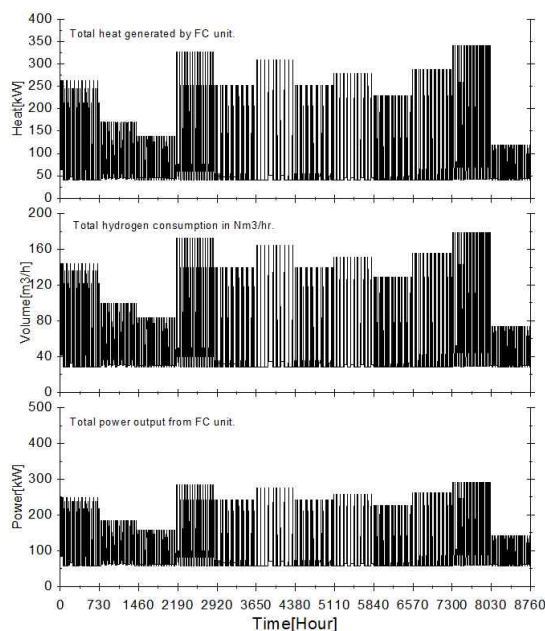 400
Total heat generated by FC unit.
350
300
250
200
150
100
50
0
Heat[kW]
200
Total hydrogen consumption in Nm3/hr.
160
120
80
40
0
Volume[m3/h]
500
Total power output from FC unit.
400
300
200
100
0
Power[kW]
0 730 1460 2190 2920 3650 4380 5110 5840 6570 7300 8030 8760
Time[Hour]